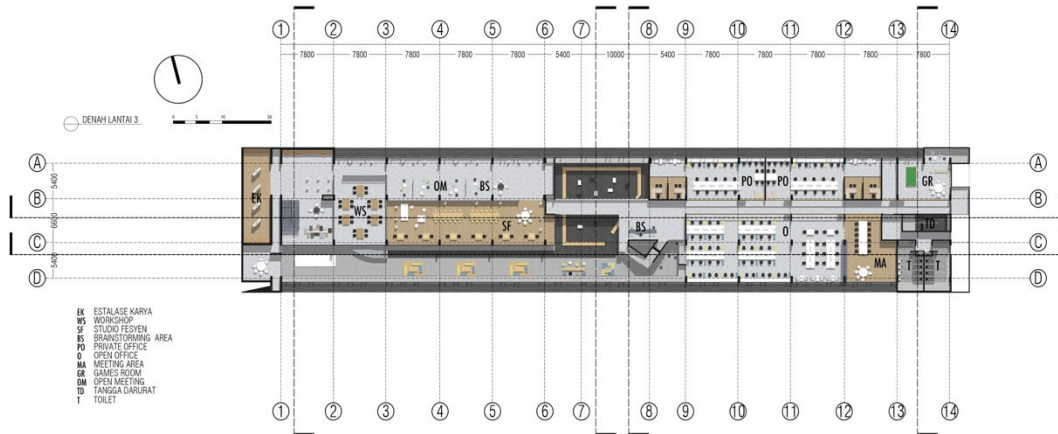 1 2 3 4 5 6 7 8 9 10 11 12 13 14
7800 7800 7800 7800 7800 5400 10000 5400 7800 7800 7800 7800 7800
DENAH LANTAI 3
A A
5400
OM BS PO PO GR
EK
B B
WS SF BS O TD
6600
C C
MA T T
5400
D D
EK ESTALASE KARYA
WS WORKSHOP
SF STUDIO FESYEN
BS BRAINSTORMING AREA
PO PRIVATE OFFICE
O OPEN OFFICE
MA MEETING AREA
GR GAMES ROOM
OM OPEN MEETING
TD TANGGA DARURAT
T TOILET
1 2 3 4 5 6 7 8 9 10 11 12 13 14